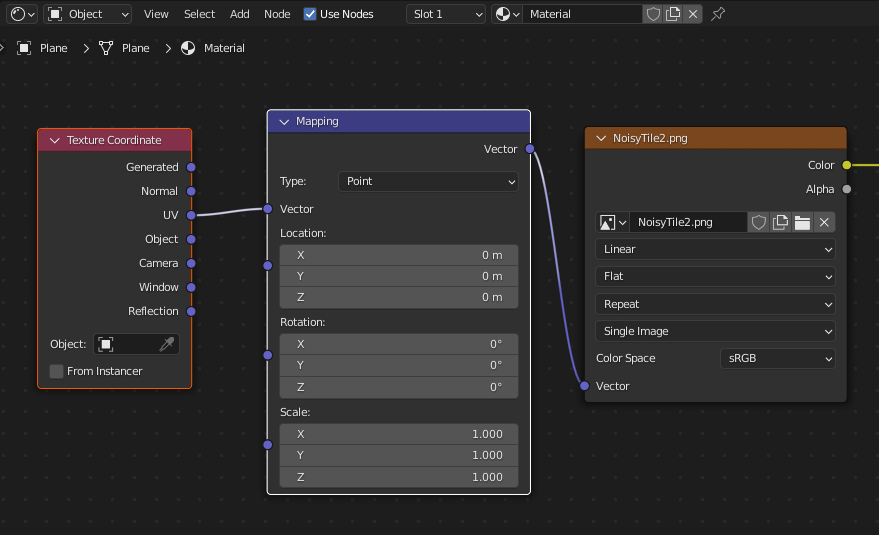 Object View Select Add Node Use Nodes Slot 1 Material
Plane Plane Material
Texture Coordinate
Generated
Normal
UV
Object
Camera
Window
Reflection
Object:
From Instancer
Mapping
Vector
Type: Point
Vector
Location:
X 0 m
Y 0 m
Z 0 m
Rotation:
X 0°
Y 0°
Z 0°
Scale:
X 1.000
Y 1.000
Z 1.000
NoisyTile2.png
Color
Alpha
NoisyTile2.png
Linear
Flat
Repeat
Single Image
Color Space sRGB
Vector